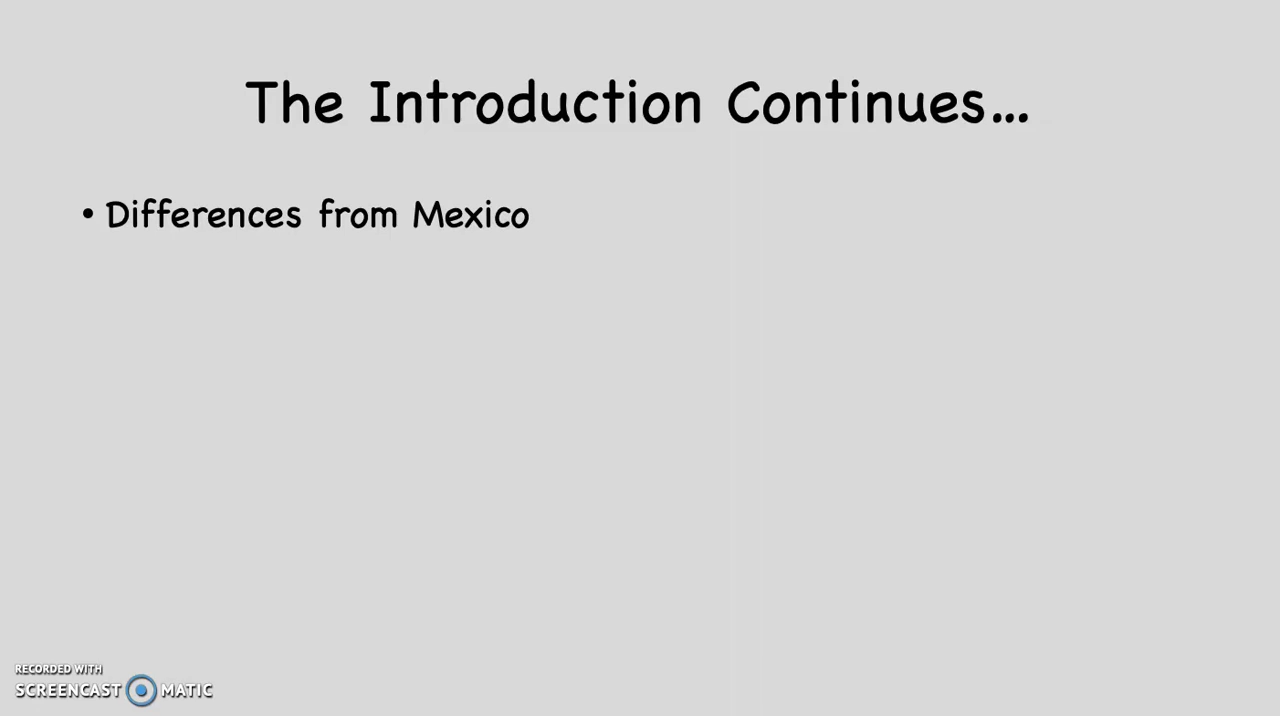 The Introduction Continues...
• Differences from Mexico
RECORDED WITH
SCREENCAST MATIC